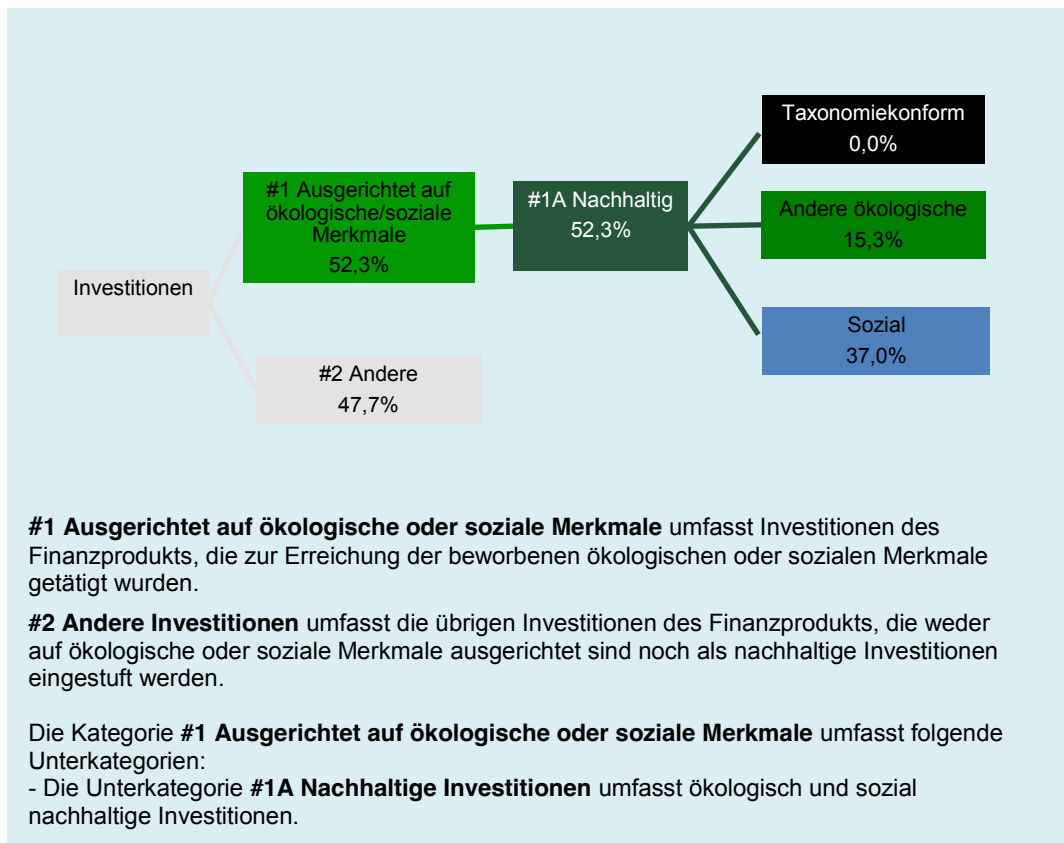 Taxonomiekonform
0,0%
#1 Ausgerichtet auf
ökologische/soziale
Merkmale
52,3%
#1A Nachhaltig
52,3%
Andere ökologische
15,3%
Investitionen
Sozial
37,0%
#2 Andere
47,7%
#1 Ausgerichtet auf ökologische oder soziale Merkmale umfasst Investitionen des
Finanzprodukts, die zur Erreichung der beworbenen ökologischen oder sozialen Merkmale
getätigt wurden.
#2 Andere Investitionen umfasst die übrigen Investitionen des Finanzprodukts, die weder
auf ökologische oder soziale Merkmale ausgerichtet sind noch als nachhaltige Investitionen
eingestuft werden.
Die Kategorie #1 Ausgerichtet auf ökologische oder soziale Merkmale umfasst folgende
Unterkategorien:
- Die Unterkategorie #1A Nachhaltige Investitionen umfasst ökologisch und sozial
nachhaltige Investitionen.